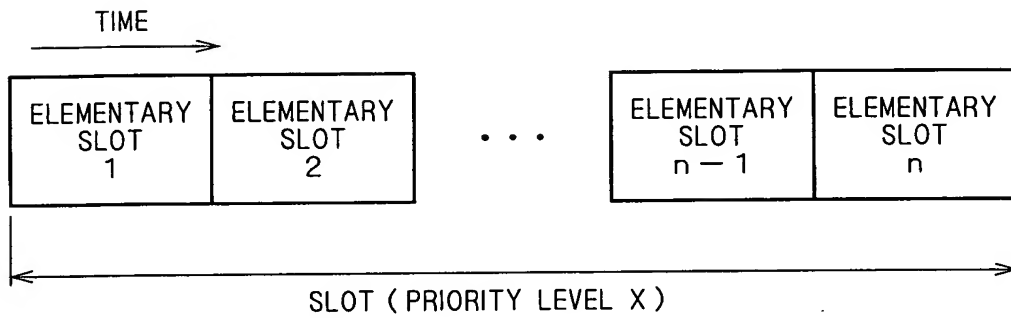 TIME
ELEMENTARY
SLOT
1
ELEMENTARY
SLOT
2
...
ELEMENTARY
SLOT
n-1
ELEMENTARY
SLOT
n
SLOT (PRIORITY LEVEL X)